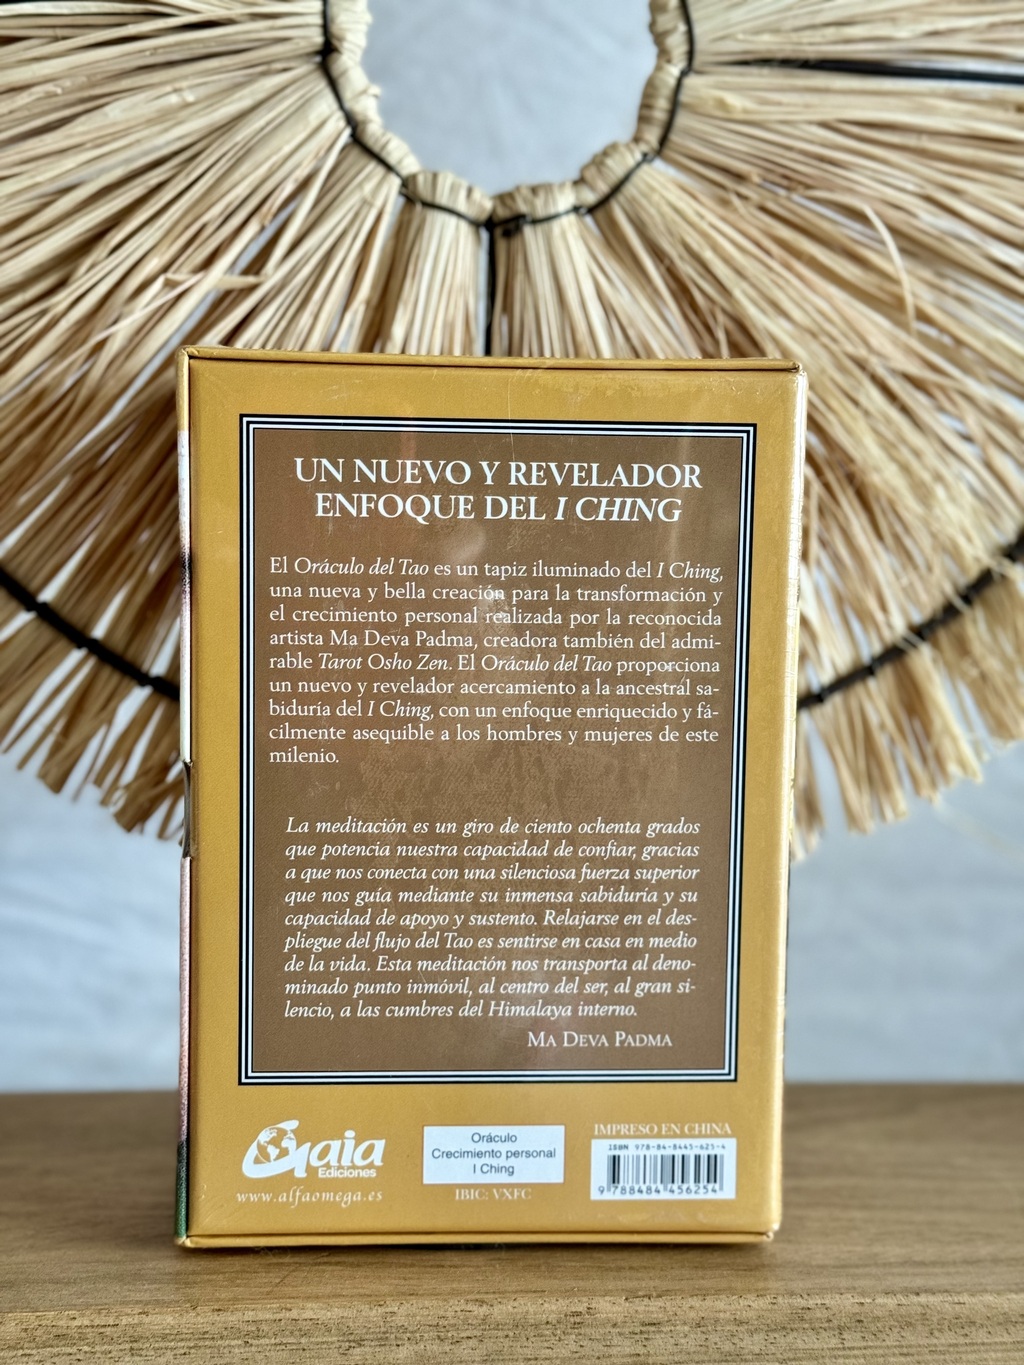 UN NUEVO Y REVELADOR
ENFOQUE DEL I CHING
El Oráculo del Tao es un tapiz iluminado del I Ching,
una nueva y bella creación para la transformación y
el crecimiento personal realizada por la reconocida
artista Ma Deva Padma, creadora también del admi-
rable Tarot Osho Zen. El Oráculo del Tao proporciona
un nuevo y revelador acercamiento a la ancestral sa-
biduría del I Ching, con un enfoque enriquecido y fá-
cilmente asequible a los hombres y mujeres de este
milenio.
La meditación es un giro de ciento ochenta grados
que potencia nuestra capacidad de confiar, gracias
a que nos conecta con una silenciosa fuerza superior
que nos guía mediante su inmensa sabiduría y su
capacidad de apoyo y sustento. Relajarse en el des-
pliegue del flujo del Tao es sentirse en casa en medio
de la vida. Esta meditación nos transporta al deno-
minado punto inmóvil, al centro del ser, al gran si-
lencio, a las cumbres del Himalaya interno.
MA DEVA PADMA
Gaia
Ediciones
www.alfaomega.es
Oráculo
Crecimiento personal
I Ching
IBIC: VXFC
IMPRESO EN CHINA
ISBN 978-84-8445-625-4
9 788484 456254